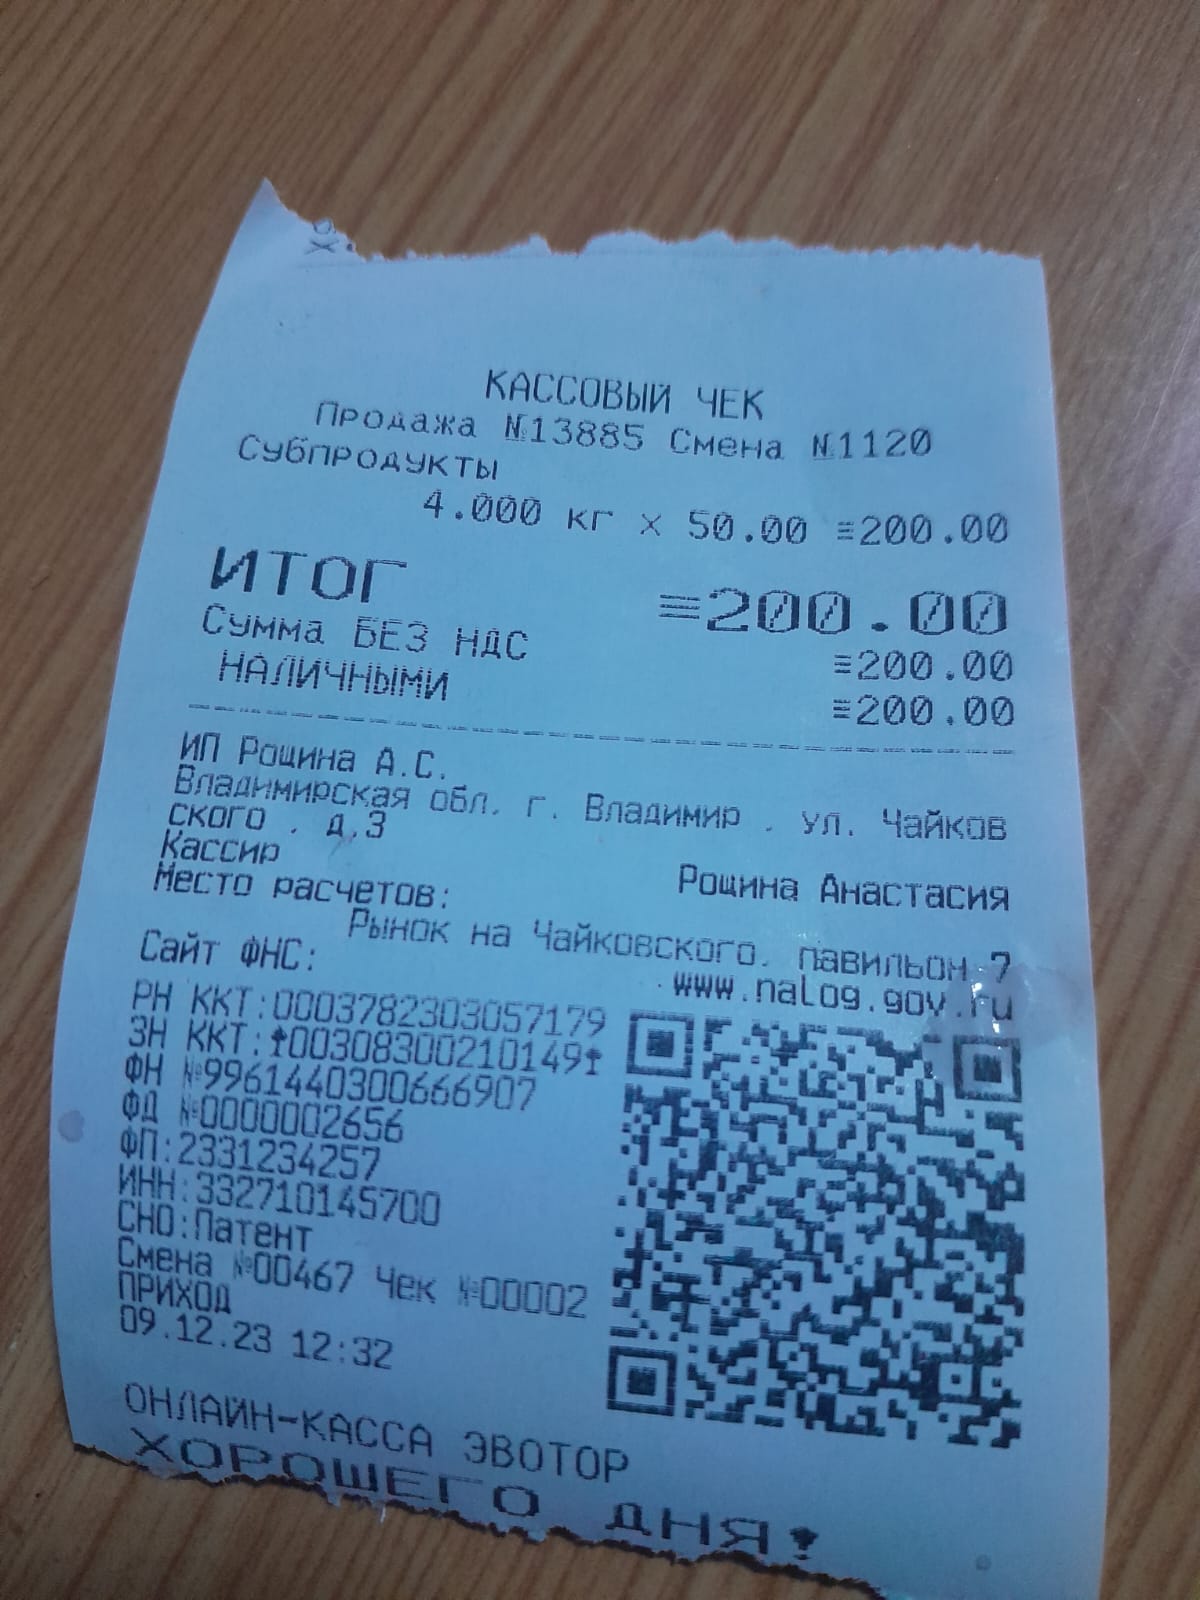 КАССОВЫЙ ЧЕК
Продажа №13885 Смена №1120
Субпродукты
4.000 кг x 50.00 ≡200.00
ИТОГ ≡200.00
Сумма БЕЗ НДС ≡200.00
НАЛИЧНЫМИ ≡200.00
ИП Рощина А.С.
Владимирская обл. г. Владимир , ул. Чайков
ского , д.3
Кассир Рощина Анастасия
Место расчетов:
Рынок на Чайковского, павильон 7
Сайт ФНС: www.nalog.gov.ru
РН ККТ:0003782303057179
ЗН ККТ:↑00308300210149↑
ФН №9961440300666907
ФД №0000002656
ФП:2331234257
ИНН:332710145700
СНО:Патент
Смена №00467 Чек №00002
ПРИХОД
09.12.23 12:32
ОНЛАЙН-КАССА ЭВОТОР
ХОРОШЕГО ДНЯ!